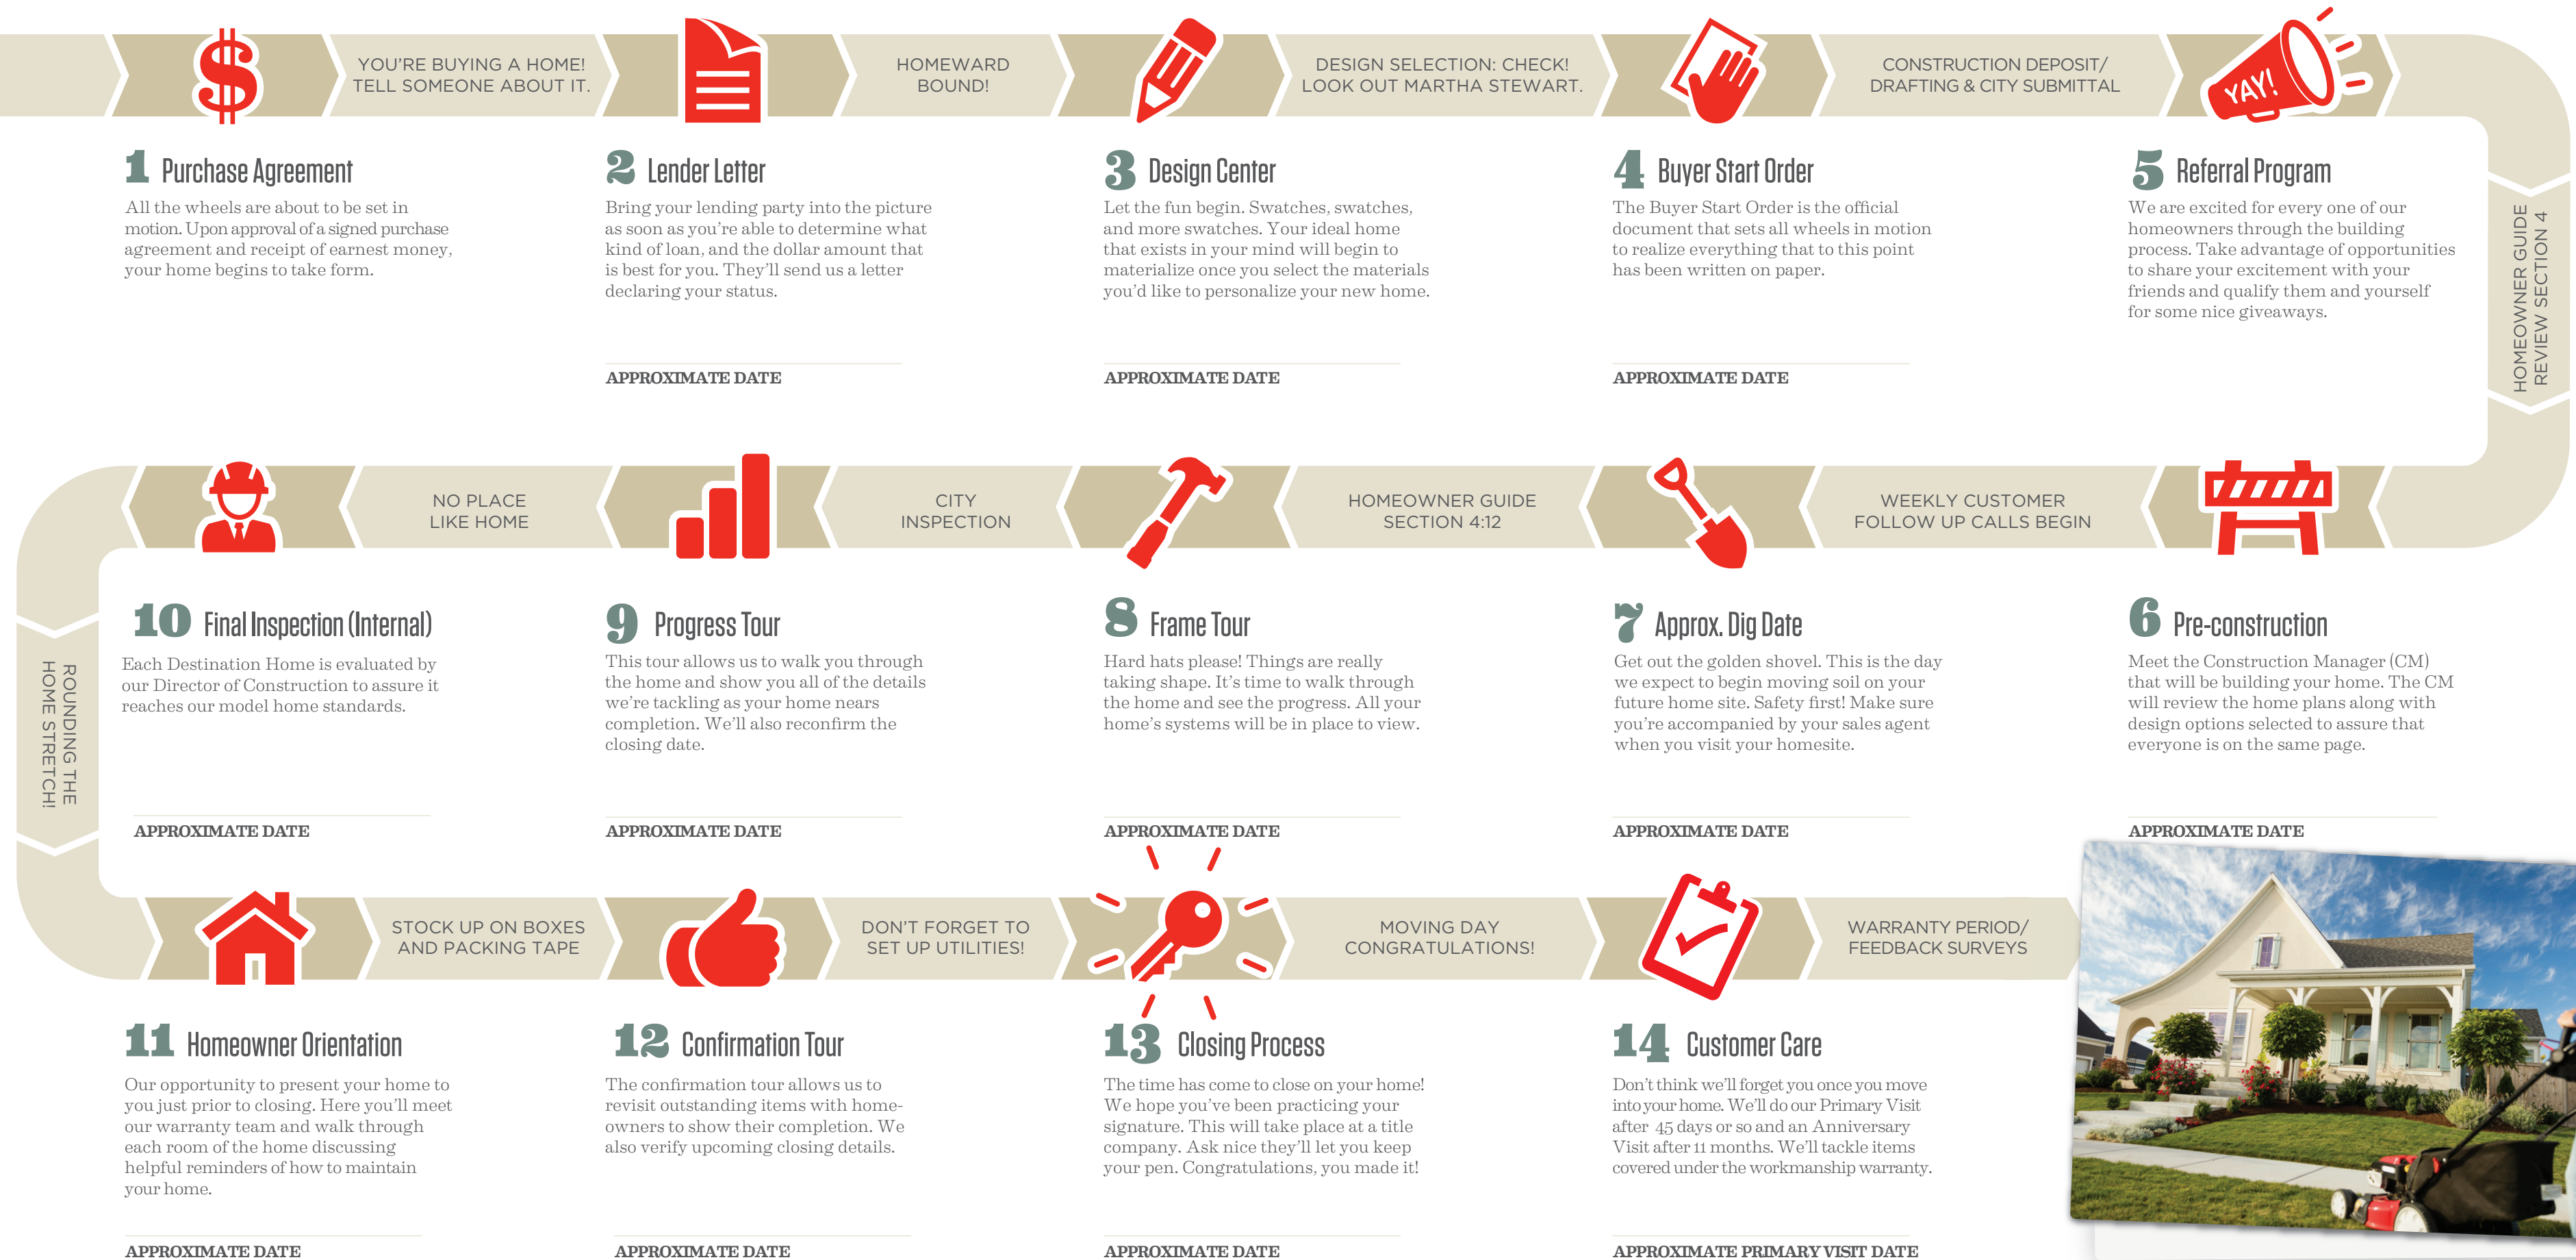 YOU'RE BUYING A HOME!
TELL SOMEONE ABOUT IT.
HOMEWARD
BOUND!
DESIGN SELECTION: CHECK!
LOOK OUT MARTHA STEWART.
CONSTRUCTION DEPOSIT/
DRAFTING & CITY SUBMITTAL
YAY!
1 Purchase Agreement
All the wheels are about to be set in
motion. Upon approval of a signed purchase
agreement and receipt of earnest money,
your home begins to take form.
2 Lender Letter
Bring your lending party into the picture
as soon as you're able to determine what
kind of loan, and the dollar amount that
is best for you. They'll send us a letter
declaring your status.
APPROXIMATE DATE
3 Design Center
Let the fun begin. Swatches, swatches,
and more swatches. Your ideal home
that exists in your mind will begin to
materialize once you select the materials
you'd like to personalize your new home.
APPROXIMATE DATE
4 Buyer Start Order
The Buyer Start Order is the official
document that sets all wheels in motion
to realize everything that to this point
has been written on paper.
APPROXIMATE DATE
5 Referral Program
We are excited for every one of our
homeowners through the building
process. Take advantage of opportunities
to share your excitement with your
friends and qualify them and yourself
for some nice giveaways.
HOMEOWNER GUIDE
REVIEW SECTION 4
WEEKLY CUSTOMER
FOLLOW UP CALLS BEGIN
HOMEOWNER GUIDE
SECTION 4:12
CITY
INSPECTION
NO PLACE
LIKE HOME
6 Pre-construction
Meet the Construction Manager (CM)
that will be building your home. The CM
will review the home plans along with
design options selected to assure that
everyone is on the same page.
APPROXIMATE DATE
7 Approx. Dig Date
Get out the golden shovel. This is the day
we expect to begin moving soil on your
future home site. Safety first! Make sure
you're accompanied by your sales agent
when you visit your homesite.
APPROXIMATE DATE
8 Frame Tour
Hard hats please! Things are really
taking shape. It's time to walk through
the home and see the progress. All your
home's systems will be in place to view.
APPROXIMATE DATE
9 Progress Tour
This tour allows us to walk you through
the home and show you all of the details
we're tackling as your home nears
completion. We'll also reconfirm the
closing date.
APPROXIMATE DATE
10 Final Inspection (Internal)
Each Destination Home is evaluated by
our Director of Construction to assure it
reaches our model home standards.
APPROXIMATE DATE
ROUNDING THE
HOME STRETCH!
STOCK UP ON BOXES
AND PACKING TAPE
DON'T FORGET TO
SET UP UTILITIES!
MOVING DAY
CONGRATULATIONS!
WARRANTY PERIOD/
FEEDBACK SURVEYS
11 Homeowner Orientation
Our opportunity to present your home to
you just prior to closing. Here you'll meet
our warranty team and walk through
each room of the home discussing
helpful reminders of how to maintain
your home.
APPROXIMATE DATE
12 Confirmation Tour
The confirmation tour allows us to
revisit outstanding items with home-
owners to show their completion. We
also verify upcoming closing details.
APPROXIMATE DATE
13 Closing Process
The time has come to close on your home!
We hope you've been practicing your
signature. This will take place at a title
company. Ask nice they'll let you keep
your pen. Congratulations, you made it!
APPROXIMATE DATE
14 Customer Care
Don't think we'll forget you once you move
into your home. We'll do our Primary Visit
after 45 days or so and an Anniversary
Visit after 11 months. We'll tackle items
covered under the workmanship warranty.
APPROXIMATE PRIMARY VISIT DATE